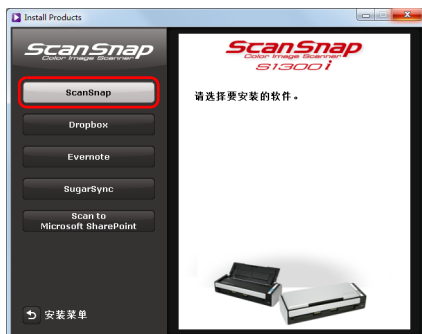 Install Products
ScanSnap
Color Image Scanner
ScanSnap
Dropbox
Evernote
SugarSync
Scan to
Microsoft SharePoint
安装菜单
ScanSnap
Color Image Scanner
S1300i
请选择要安装的软件。